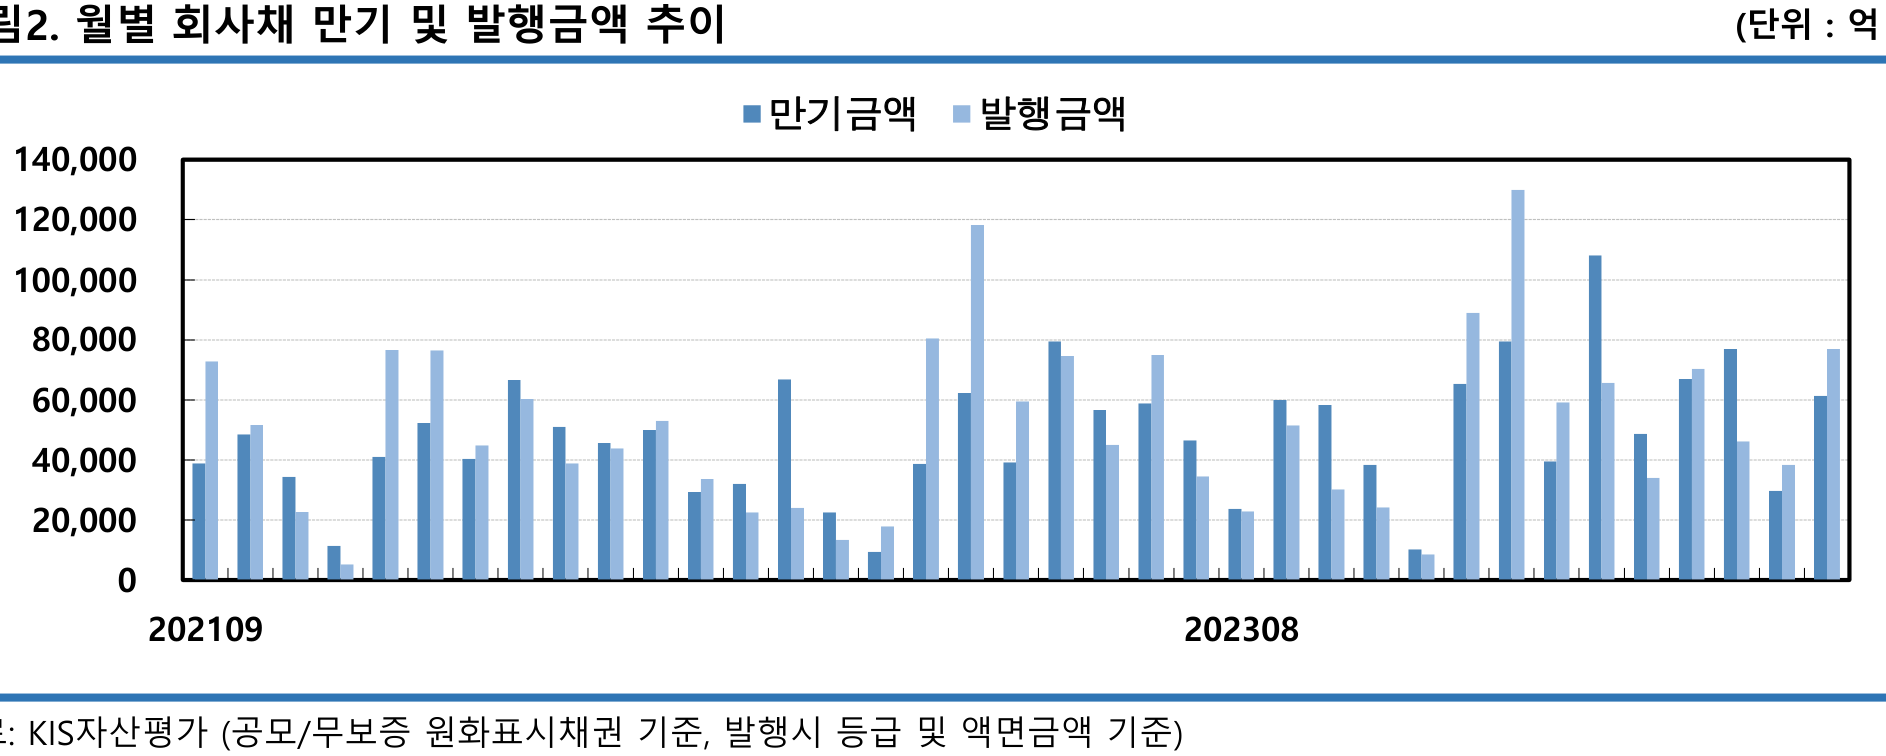 림2. 월별 회사채 만기 및 발행금액 추이
(단위 : 억
만기금액 발행금액
140,000
120,000
100,000
80,000
60,000
40,000
20,000
0
202109 202308
: KIS자산평가 (공모/무보증 원화표시채권 기준, 발행시 등급 및 액면금액 기준)